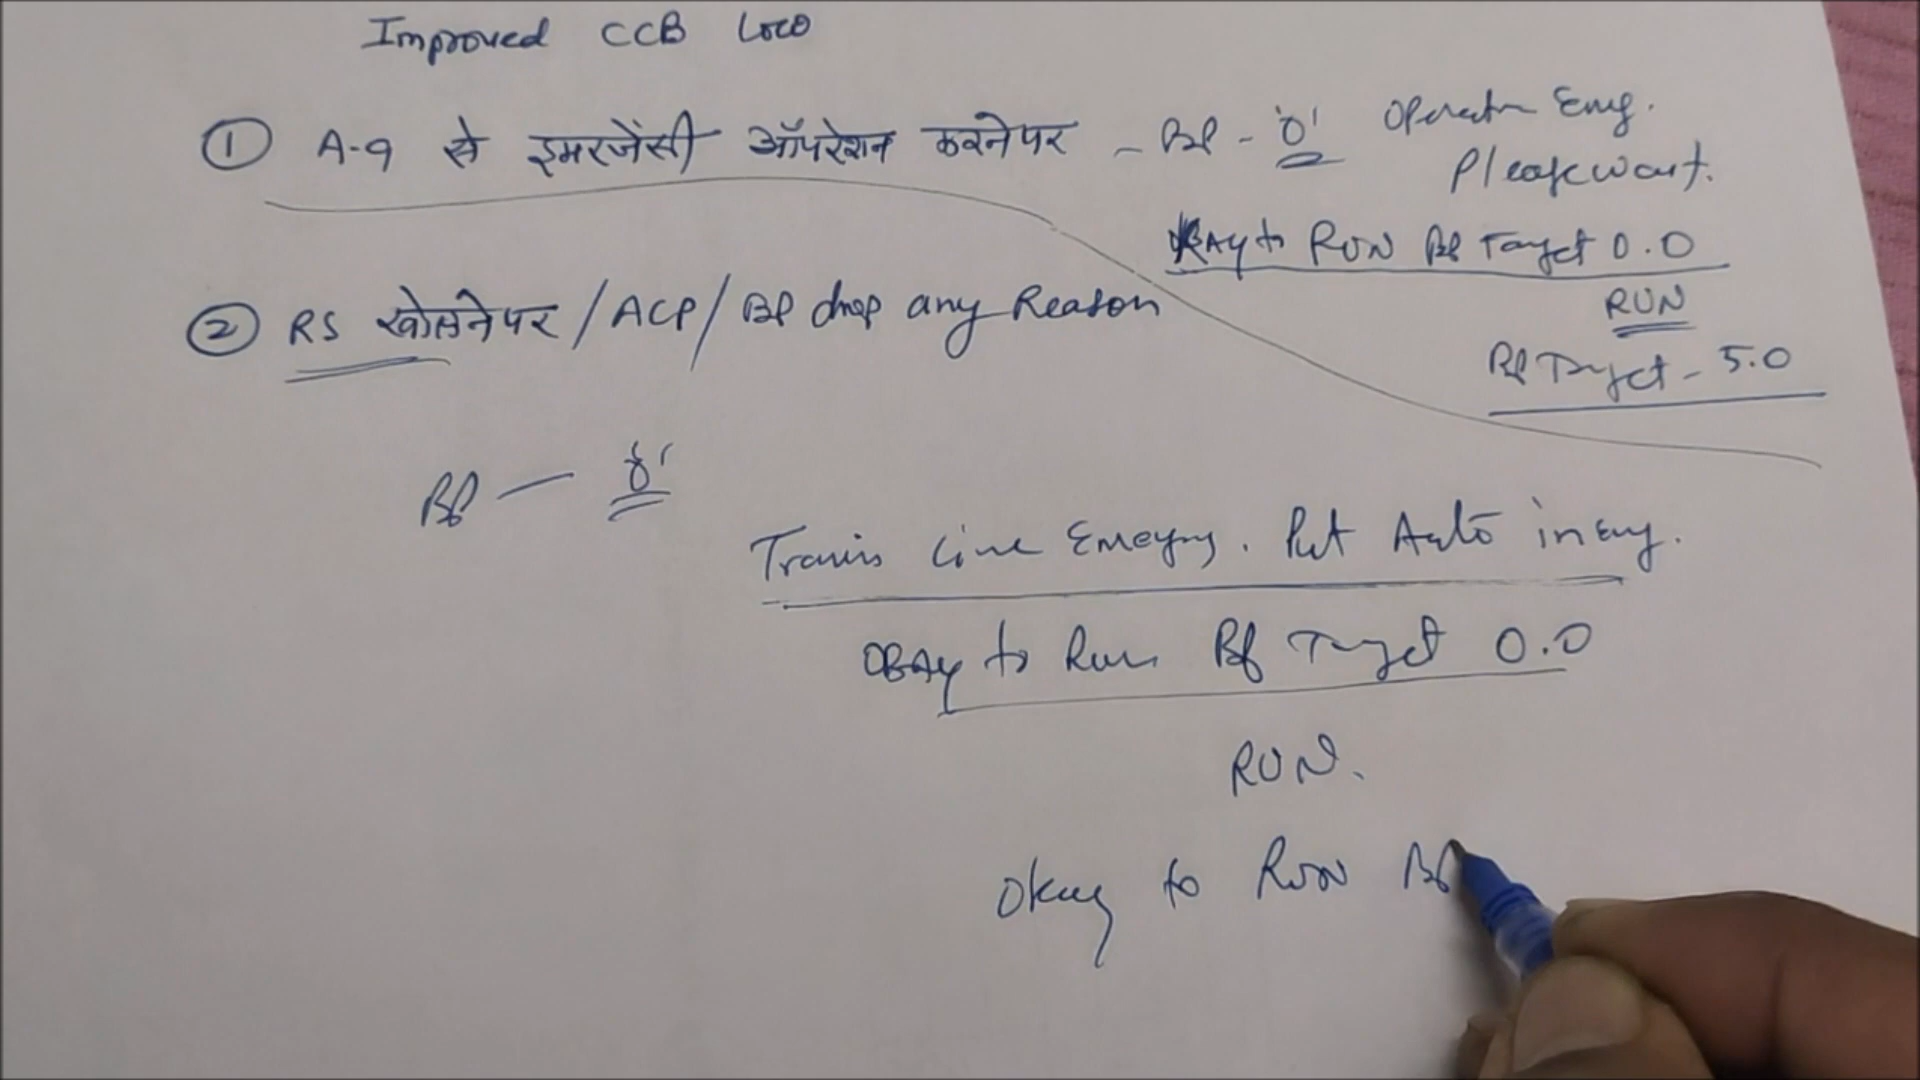 Improved CCB Loco
① A-9 से इमरजेंसी ऑपरेशन करनेपर - BP - '0' Operator Emg.
Please wait.
OKAY to RUN BP Target 0.0
RUN
BP Target - 5.0
② RS खोलनेपर / ACP / BP drop any Reason
BP - '0'
Train Line Emergency. Put Auto in Emg.
OKAY to Run BP Target 0.0
RUN.
Okay to RUN BP